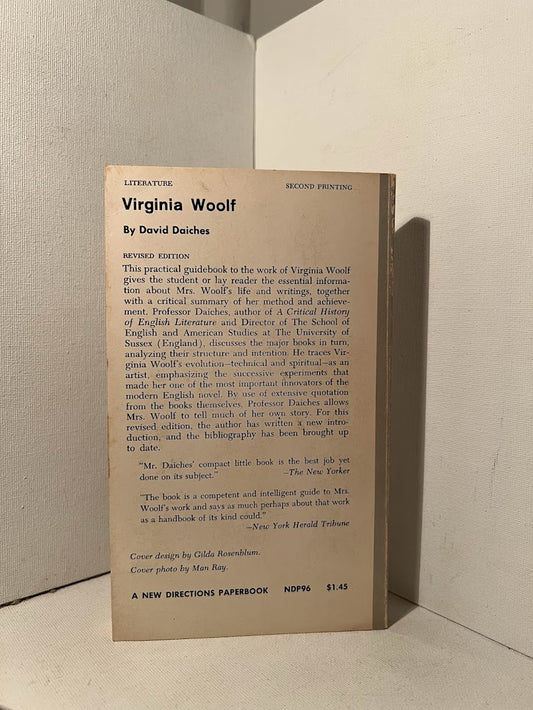 LITERATURE SECOND PRINTING
Virginia Woolf
By David Daiches
REVISED EDITION
This practical guidebook to the work of Virginia Woolf
gives the student or lay reader the essential informa-
tion about Mrs. Woolf's life and writings, together
with a critical summary of her method and achieve-
ment. Professor Daiches, author of A Critical History
of English Literature and Director of The School of
English and American Studies at The University of
Sussex (England), discusses the major books in turn,
analyzing their structure and intention. He traces Vir-
ginia Woolf's evolution—technical and spiritual—as an
artist, emphasizing the successive experiments that
made her one of the most important innovators of the
modern English novel. By use of extensive quotation
from the books themselves, Professor Daiches allows
Mrs. Woolf to tell much of her own story. For this
revised edition, the author has written a new intro-
duction, and the bibliography has been brought up
to date.
"Mr. Daiches' compact little book is the best job yet
done on its subject." —The New Yorker
"The book is a competent and intelligent guide to Mrs.
Woolf's work and says as much perhaps about that work
as a handbook of its kind could."
—New York Herald Tribune
Cover design by Gilda Rosenblum.
Cover photo by Man Ray.
A NEW DIRECTIONS PAPERBOOK NDP96 $1.45